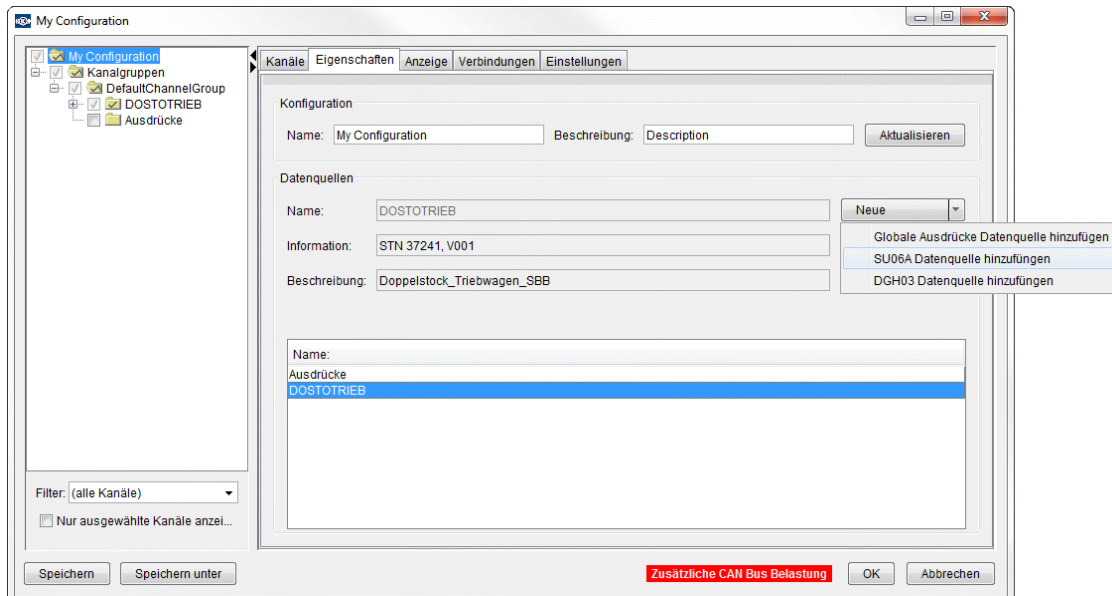 My Configuration
My Configuration
Kanalgruppen
DefaultChannelGroup
DOSTOTRIEB
Ausdrücke
Filter: (alle Kanäle)
Nur ausgewählte Kanäle anzei...
Kanäle Eigenschaften Anzeige Verbindungen Einstellungen
Konfiguration
Name: My Configuration Beschreibung: Description Aktualisieren
Datenquellen
Name: DOSTOTRIEB Neue
Globale Ausdrücke Datenquelle hinzufügen
SU06A Datenquelle hinzufüngen
DGH03 Datenquelle hinzufüngen
Information: STN 37241, V001
Beschreibung: Doppelstock_Triebwagen_SBB
Name:
Ausdrücke
DOSTOTRIEB
Speichern Speichern unter Zusätzliche CAN Bus Belastung OK Abbrechen